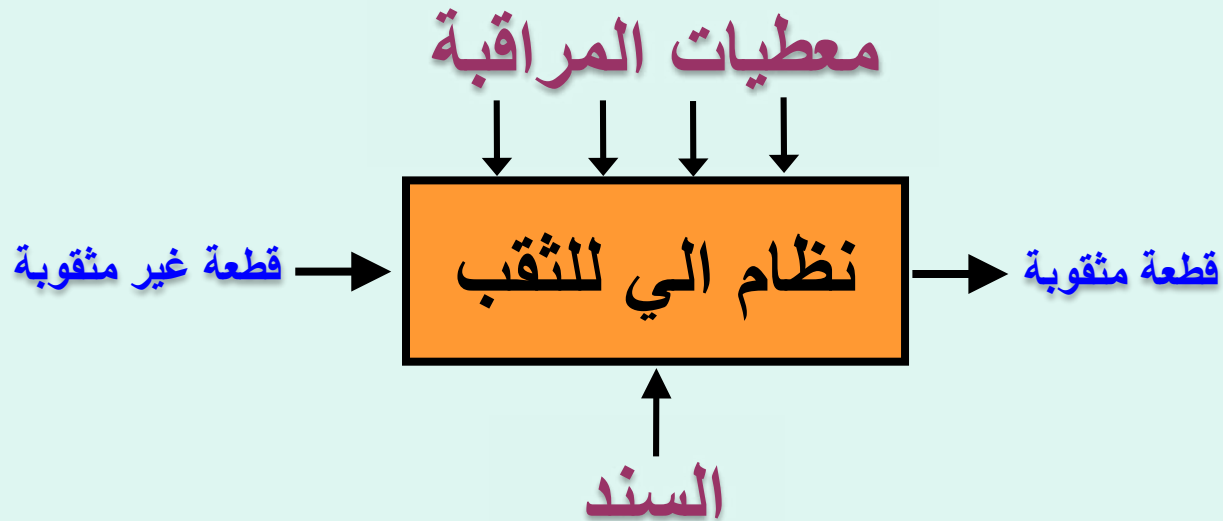 معطيات المراقبة
قطعة غير مثقوبة
نظام الي للثقب
قطعة مثقوبة
السند